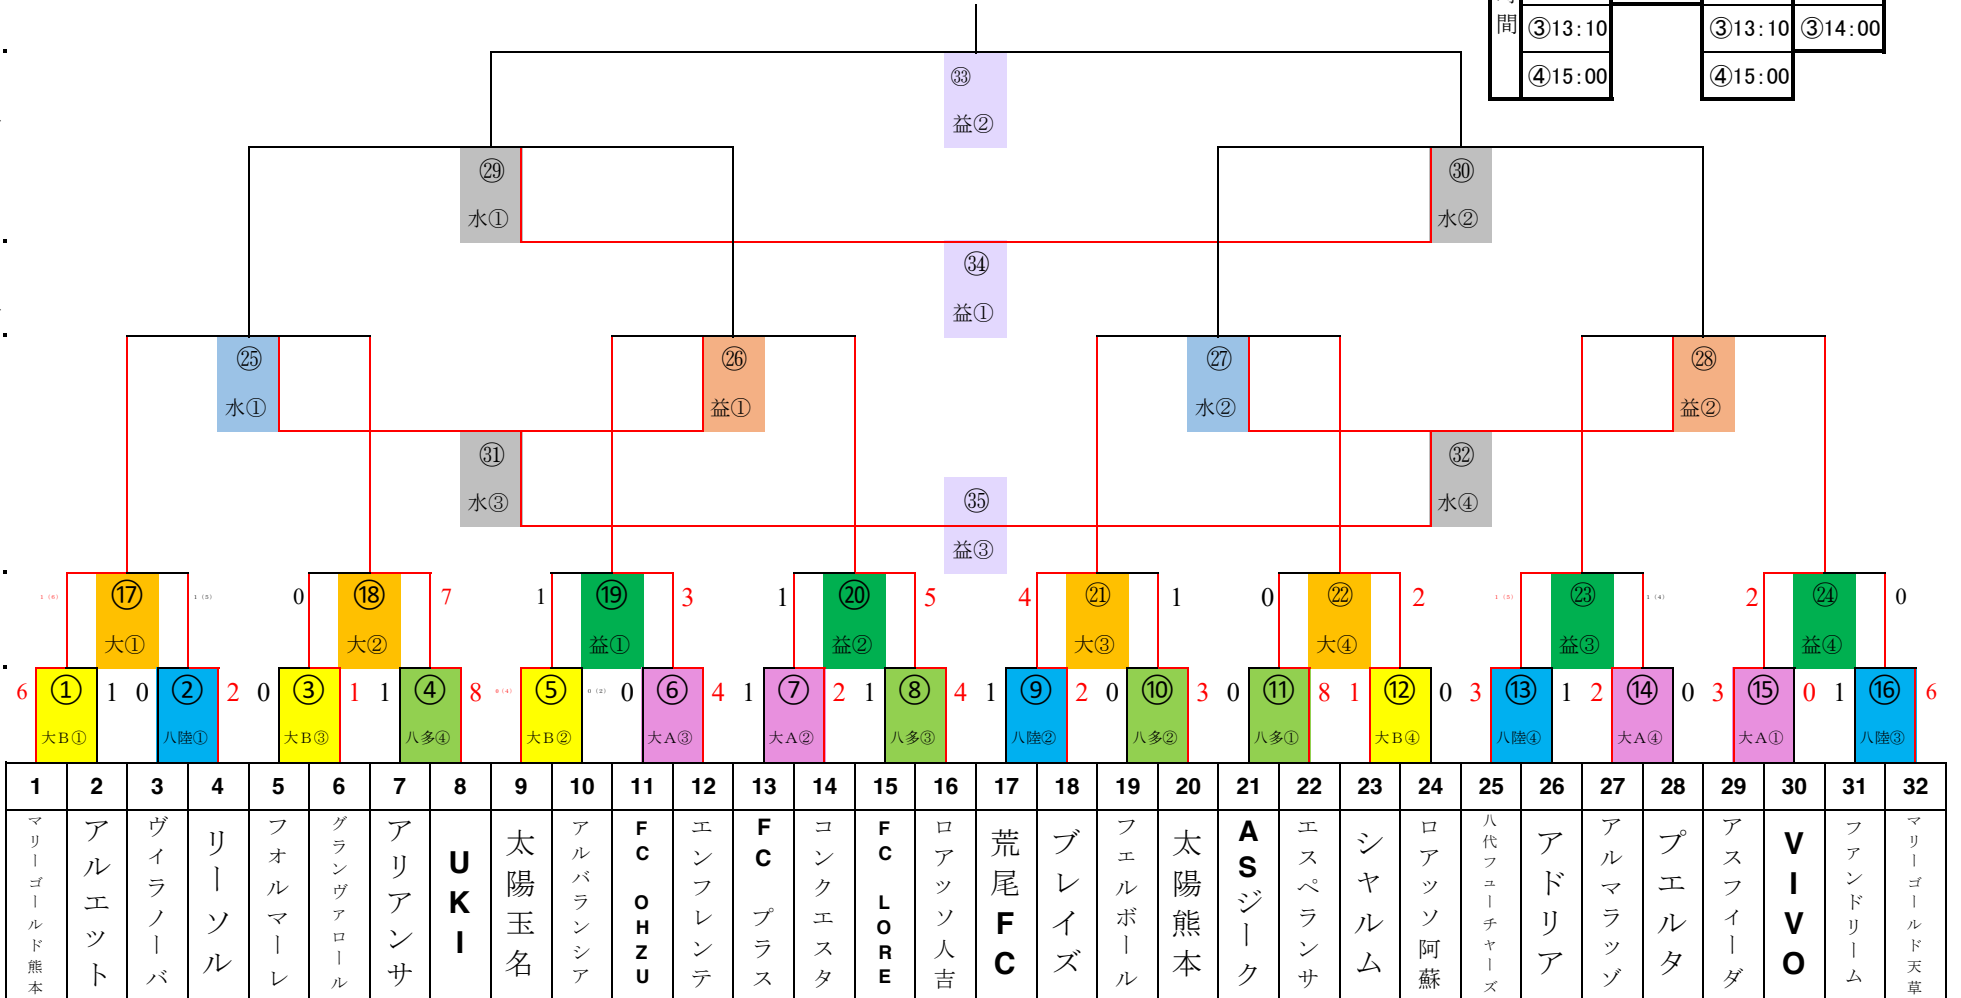 間 ③13:10 ③13:10 ③14:00
④15:00 ④15:00
㉝
益②
㉙ ㉚
水① 水②
㉞
益①
㉕ ㉖ ㉗ ㉘
水① 益① 水② 益②
㉛ ㉜
水③ 水④
㉟
益③
1 (6) ⑰ 1 (5) 0 ⑱ 7 1 ⑲ 3 1 ⑳ 5 4 ㉑ 1 0 ㉒ 2 1 (5) ㉓ 1 (4) 2 ㉔ 0
大① 大② 益① 益② 大③ 大④ 益③ 益④
6 ① 1 0 ② 2 0 ③ 1 1 ④ 8 0 (4) ⑤ 0 (2) 0 ⑥ 4 1 ⑦ 2 1 ⑧ 4 1 ⑨ 2 0 ⑩ 3 0 ⑪ 8 1 ⑫ 0 3 ⑬ 1 2 ⑭ 0 3 ⑮ 0 1 ⑯ 6
大B① 八陸① 大B③ 八多④ 大B② 大A③ 大A② 八多③ 八陸② 八多② 八多① 大B④ 八陸④ 大A④ 大A① 八陸③
1 2 3 4 5 6 7 8 9 10 11 12 13 14 15 16 17 18 19 20 21 22 23 24 25 26 27 28 29 30 31 32
マリーゴールド熊本
アルエット
ヴィラノーバ
リーソル
フオルマーレ
グランヴァロール
アリアンサ
UKI
太陽玉名
アルバランシア
FC OHZU
エンフレンテ
FC プラス
コンクエスタ
FC LORE
ロアッソ人吉
荒尾FC
ブレイズ
フェルボール
太陽熊本
ASジーク
エスペランサ
シャルム
ロアッソ阿蘇
八代フューチャーズ
アドリア
アルマラッゾ
プエルタ
アスフィーダ
VIVO
ファンドリーム
マリーゴールド天草